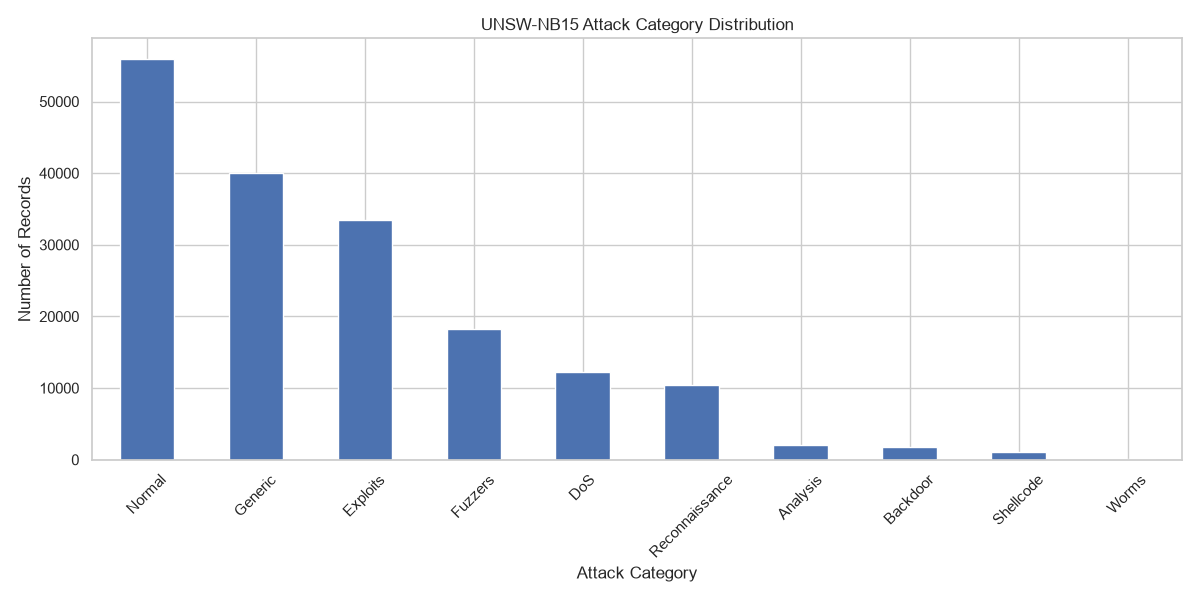 UNSW-NB15 Attack Category Distribution
Number of Records
50000
40000
30000
20000
10000
0
Normal
Generic
Exploits
Fuzzers
DoS
Reconnaissance
Analysis
Backdoor
Shellcode
Worms
Attack Category